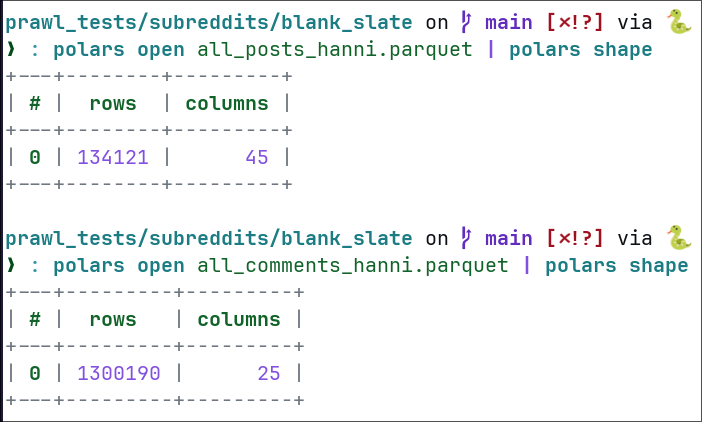 prawl_tests/subreddits/blank_slate on main [×!?] via 🐍
❯ : polars open all_posts_hanni.parquet | polars shape
+---+--------+---------+
| # | rows | columns |
+---+--------+---------+
| 0 | 134121 | 45 |
+---+--------+---------+
prawl_tests/subreddits/blank_slate on main [×!?] via 🐍
❯ : polars open all_comments_hanni.parquet | polars shape
+---+---------+---------+
| # | rows | columns |
+---+---------+---------+
| 0 | 1300190 | 25 |
+---+---------+---------+